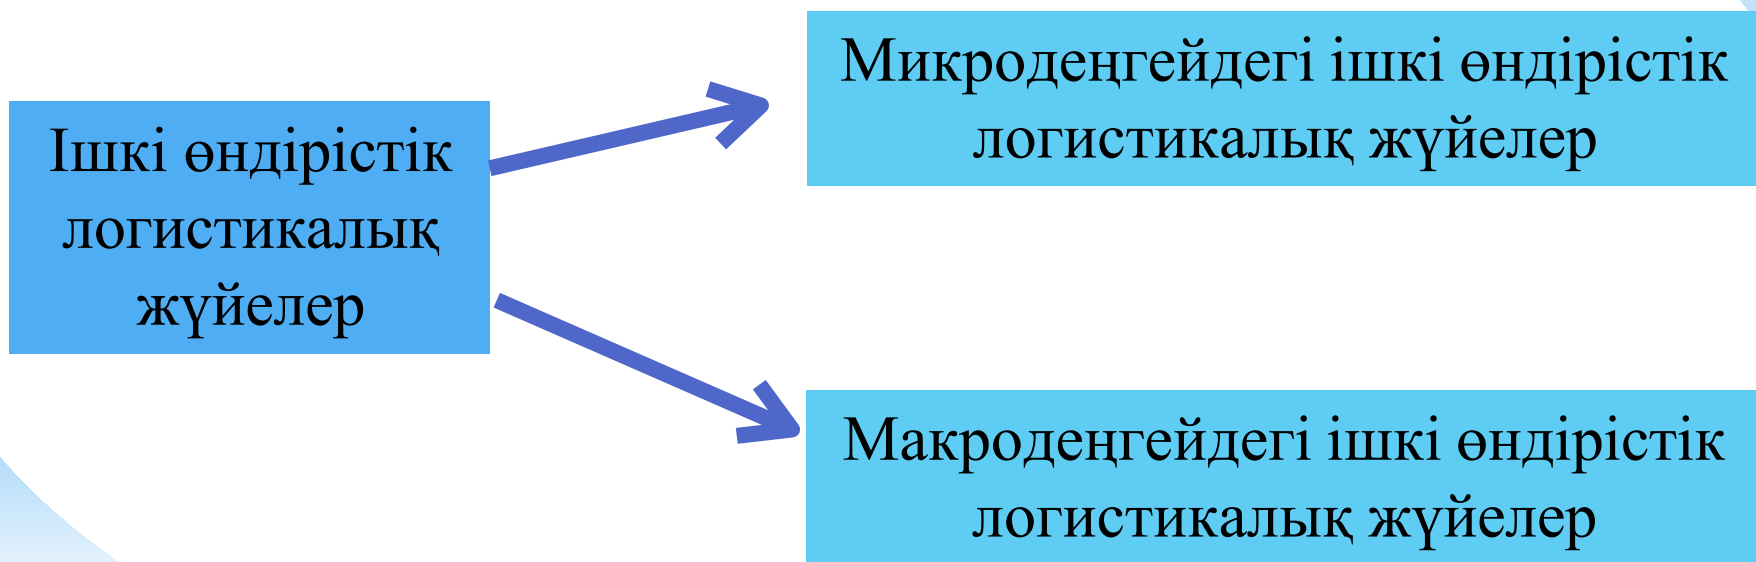 Ішкі өндірістік
логистикалық
жүйелер
Микродеңгейдегі ішкі өндірістік
логистикалық жүйелер
Макродеңгейдегі ішкі өндірістік
логистикалық жүйелер